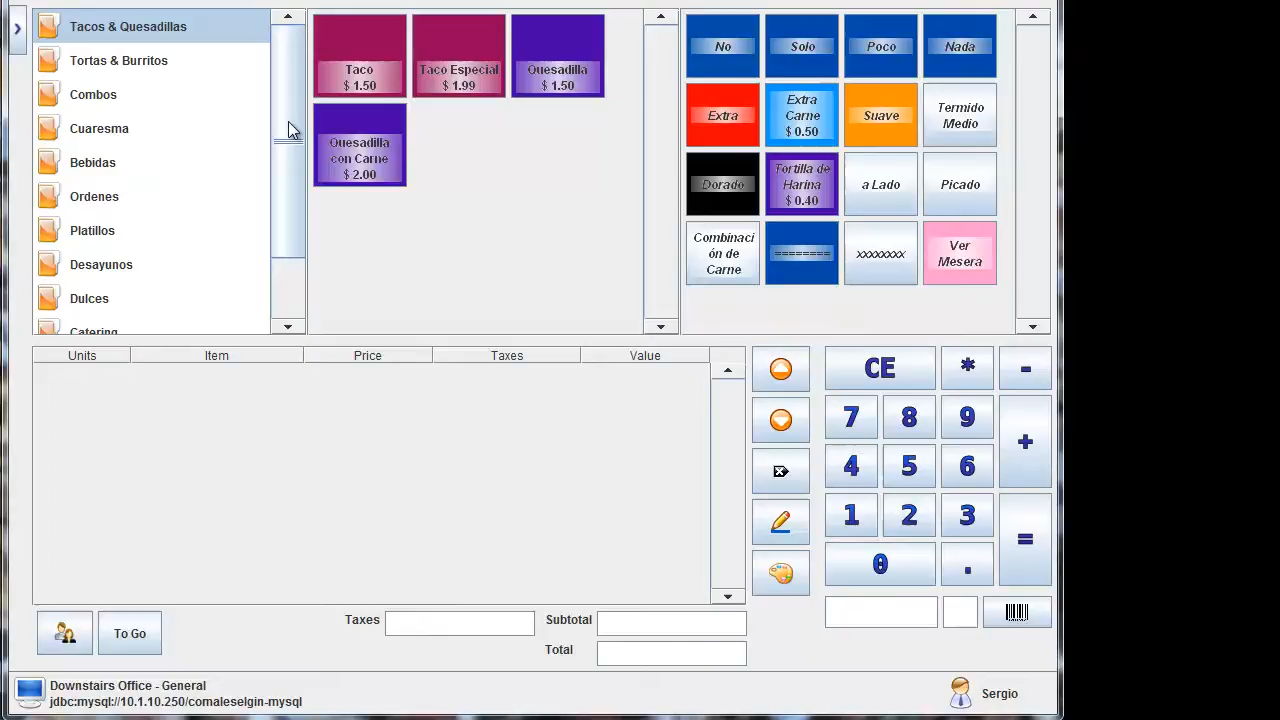 Tacos & Quesadillas
Tortas & Burritos
Combos
Cuaresma
Bebidas
Ordenes
Platillos
Desayunos
Dulces
Catering
Taco
$ 1.50
Taco Especial
$ 1.99
Quesadilla
$ 1.50
Quesadilla
con Carne
$ 2.00
No
Solo
Poco
Nada
Extra
Extra
Carne
$ 0.50
Suave
Termido
Medio
Dorado
Tortilla de
Harina
$ 0.40
a Lado
Picado
Combinaci
ón de
Carne
========
xxxxxxxx
Ver
Mesera
Units Item Price Taxes Value
CE * -
7 8 9 +
4 5 6
1 2 3 =
0 .
To Go
Taxes
Subtotal
Total
Downstairs Office - General
jdbc:mysql://10.1.10.250/comaleselgin-mysql
Sergio